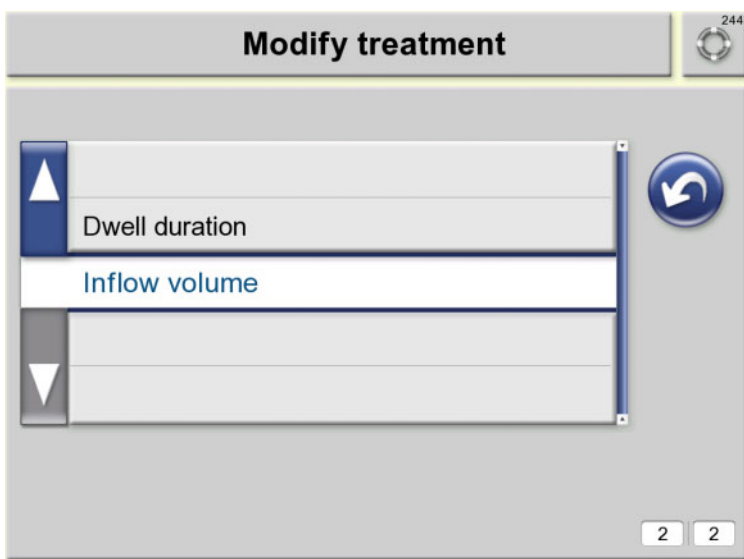 Modify treatment
244
Dwell duration
Inflow volume
2 2